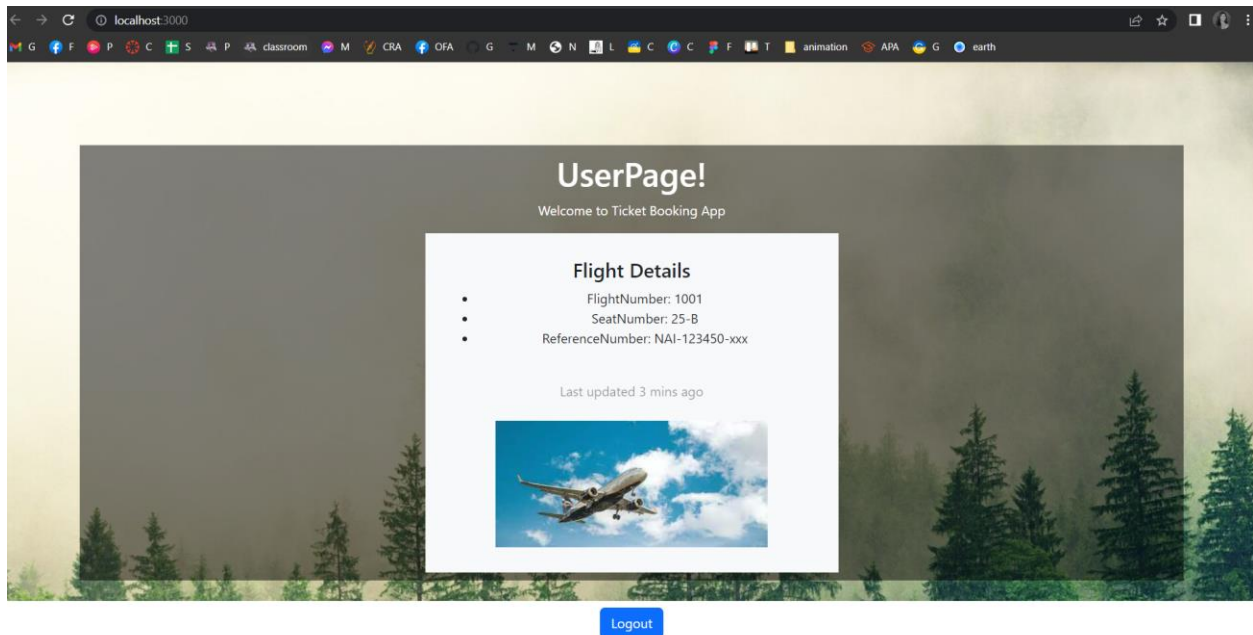 localhost:3000
G F P C S P classroom M CRA OFA G M N L C C F T animation APA G earth
UserPage!
Welcome to Ticket Booking App
Flight Details
• FlightNumber: 1001
• SeatNumber: 25-B
• ReferenceNumber: NAI-123450-xxx
Last updated 3 mins ago
Logout